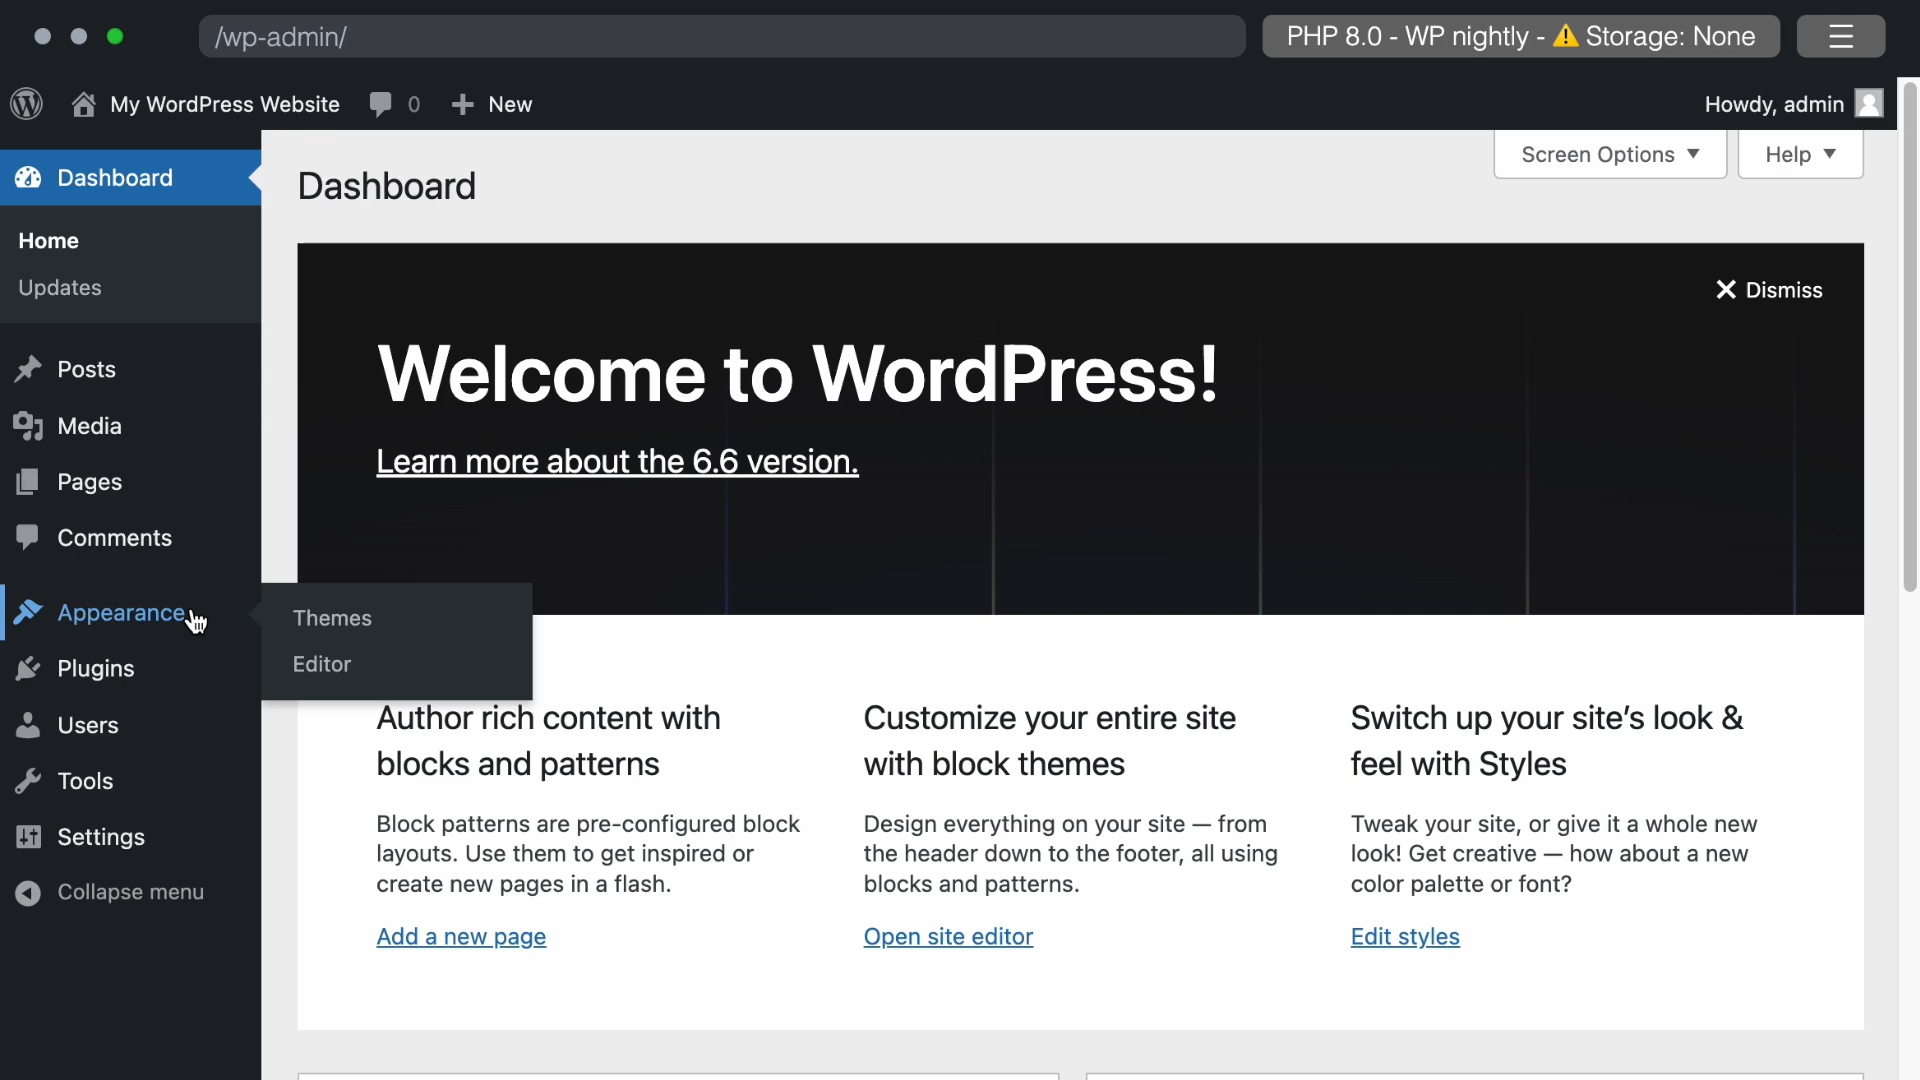 /wp-admin/
PHP 8.0 - WP nightly - ⚠ Storage: None
My WordPress Website 0 New
Howdy, admin
Dashboard
Home
Updates
Posts
Media
Pages
Comments
Appearance
Plugins
Users
Tools
Settings
Collapse menu
Themes
Editor
Dashboard
Screen Options
Help
Dismiss
Welcome to WordPress!
Learn more about the 6.6 version.
Author rich content with
blocks and patterns
Block patterns are pre-configured block
layouts. Use them to get inspired or
create new pages in a flash.
Add a new page
Customize your entire site
with block themes
Design everything on your site — from
the header down to the footer, all using
blocks and patterns.
Open site editor
Switch up your site’s look &
feel with Styles
Tweak your site, or give it a whole new
look! Get creative — how about a new
color palette or font?
Edit styles